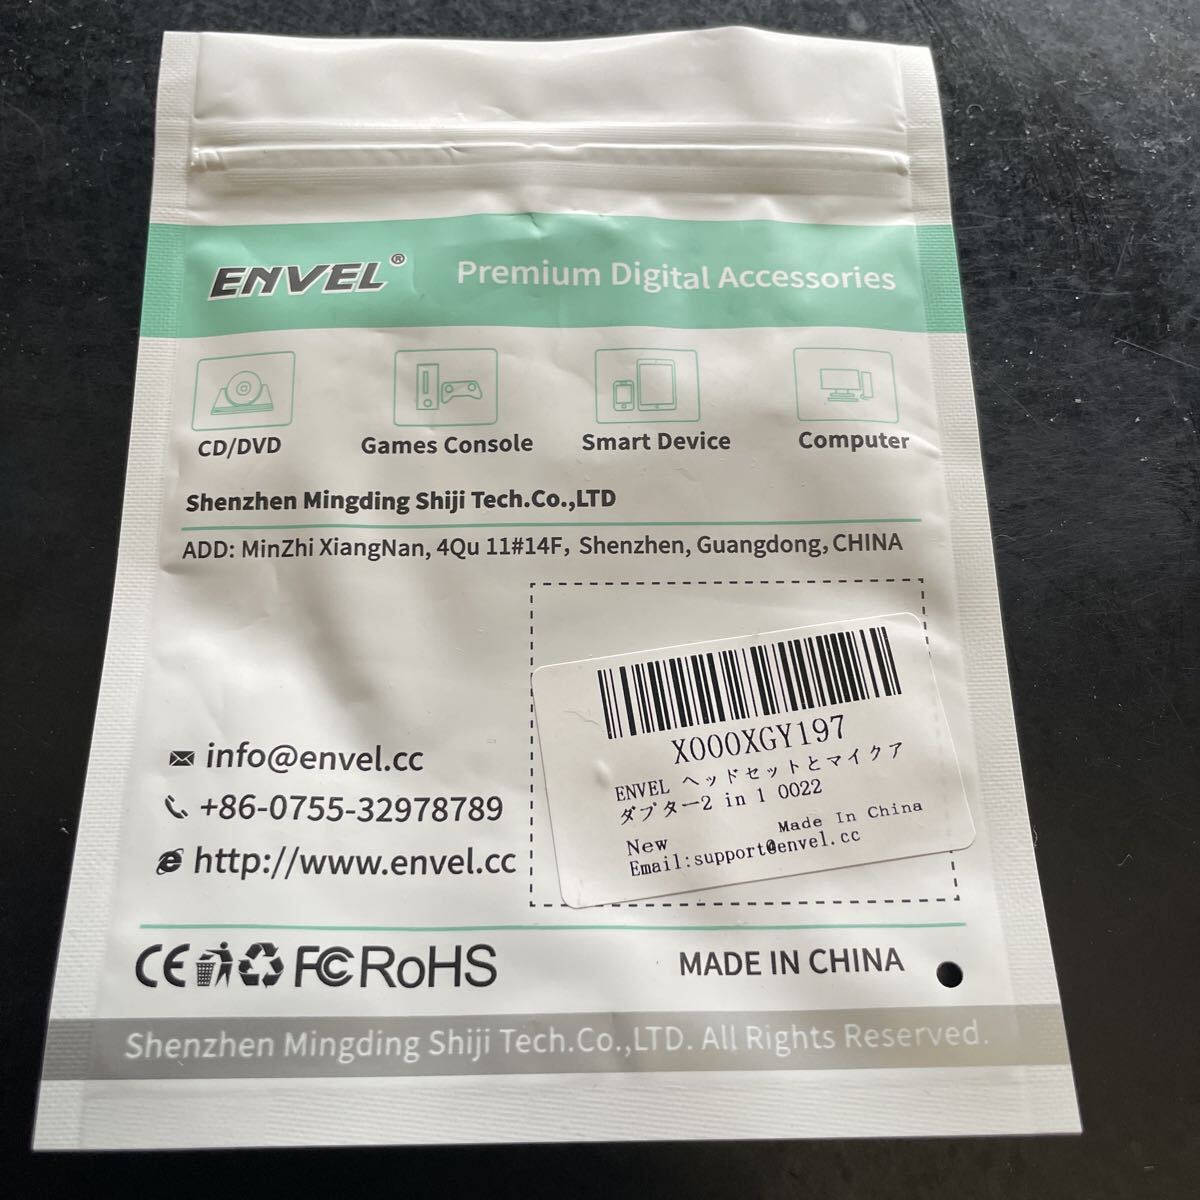 ENVEL® Premium Digital Accessories
CD/DVD Games Console Smart Device Computer
Shenzhen Mingding Shiji Tech.Co.,LTD
ADD: MinZhi XiangNan, 4Qu 11#14F, Shenzhen, Guangdong, CHINA
info@envel.cc
+86-0755-32978789
http://www.envel.cc
X000XGY197
ENVEL ヘッドセットとマイクア
ダプター2 in 1 0022
New
Made In China
Email:support@envel.cc
CE FC RoHS
MADE IN CHINA
Shenzhen Mingding Shiji Tech.Co.,LTD. All Rights Reserved.